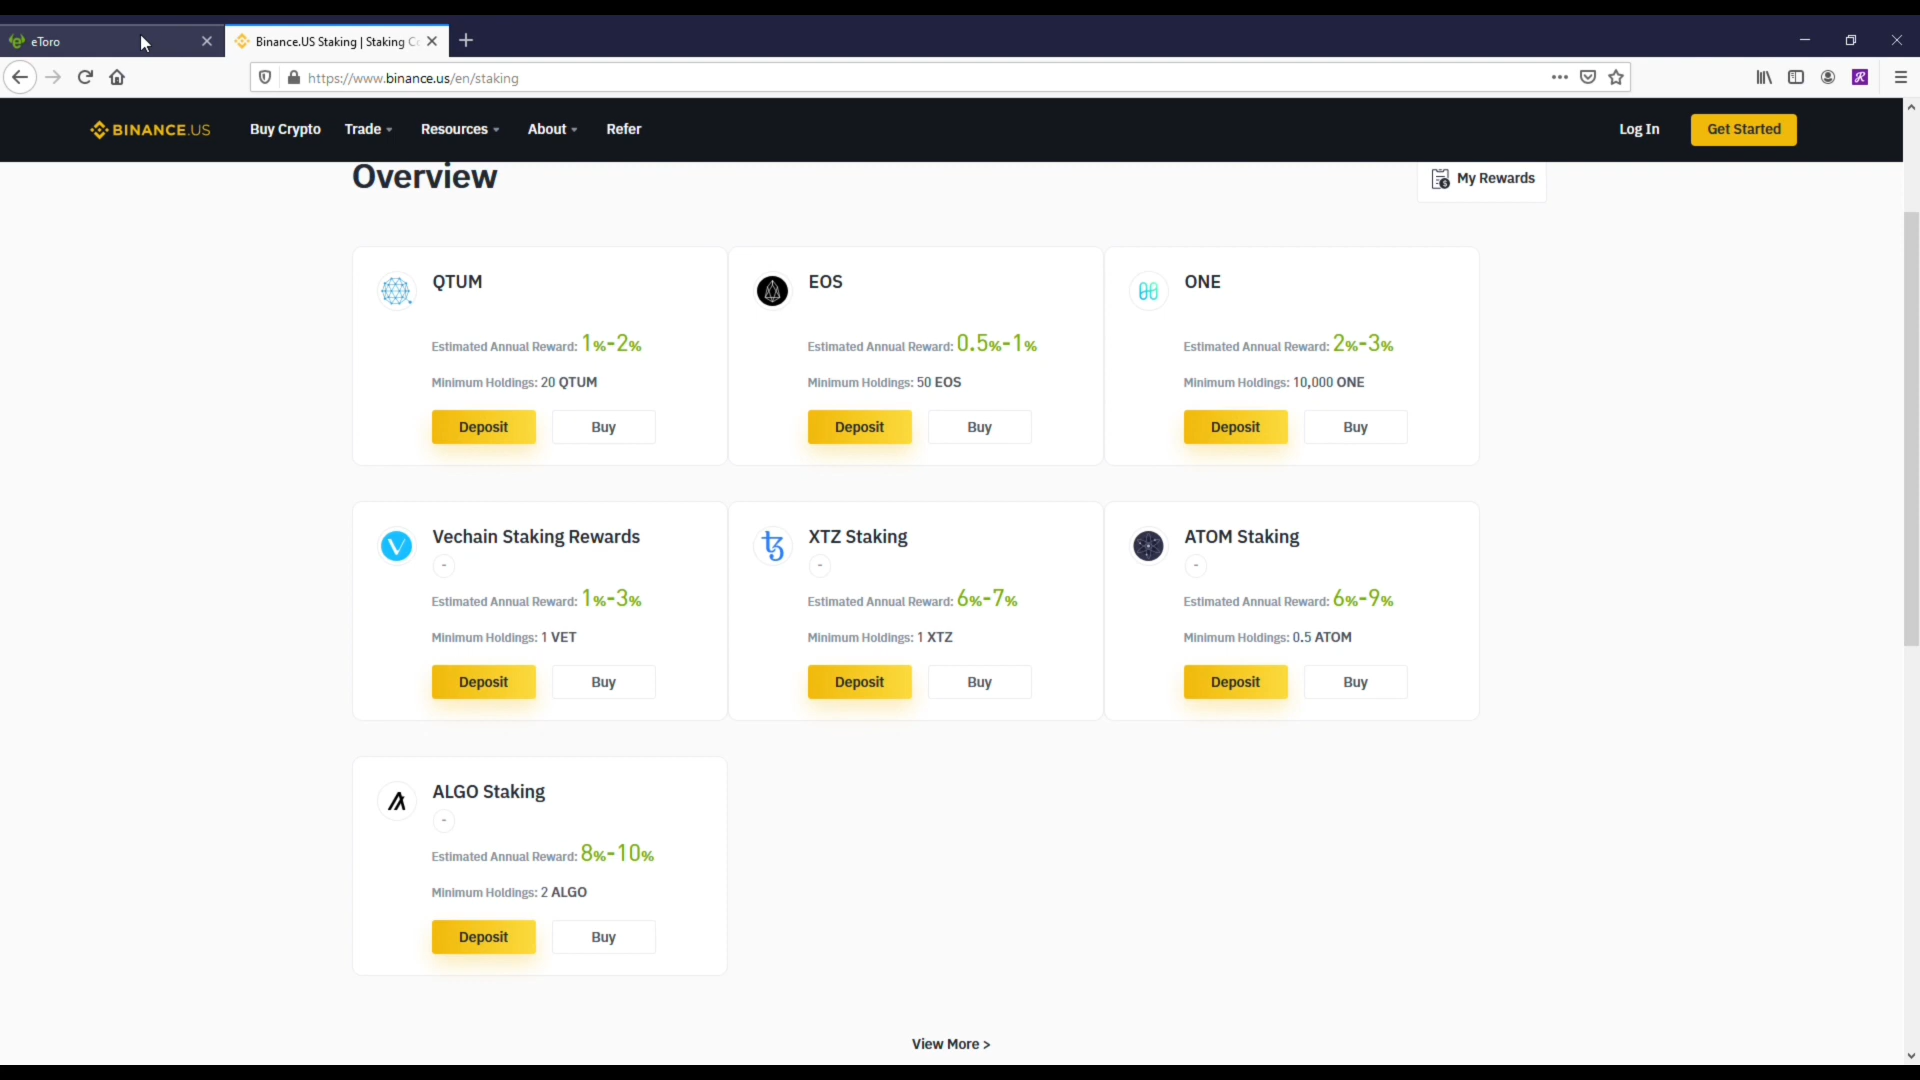 eToro
Binance.US Staking | Staking C
https://www.binance.us/en/staking
BINANCE.US
Buy Crypto
Trade
Resources
About
Refer
Log In
Get Started
Overview
My Rewards
QTUM
Estimated Annual Reward: 1%-2%
Minimum Holdings: 20 QTUM
Deposit
Buy
EOS
Estimated Annual Reward: 0.5%-1%
Minimum Holdings: 50 EOS
Deposit
Buy
ONE
Estimated Annual Reward: 2%-3%
Minimum Holdings: 10,000 ONE
Deposit
Buy
Vechain Staking Rewards
-
Estimated Annual Reward: 1%-3%
Minimum Holdings: 1 VET
Deposit
Buy
XTZ Staking
-
Estimated Annual Reward: 6%-7%
Minimum Holdings: 1 XTZ
Deposit
Buy
ATOM Staking
-
Estimated Annual Reward: 6%-9%
Minimum Holdings: 0.5 ATOM
Deposit
Buy
ALGO Staking
-
Estimated Annual Reward: 8%-10%
Minimum Holdings: 2 ALGO
Deposit
Buy
View More >